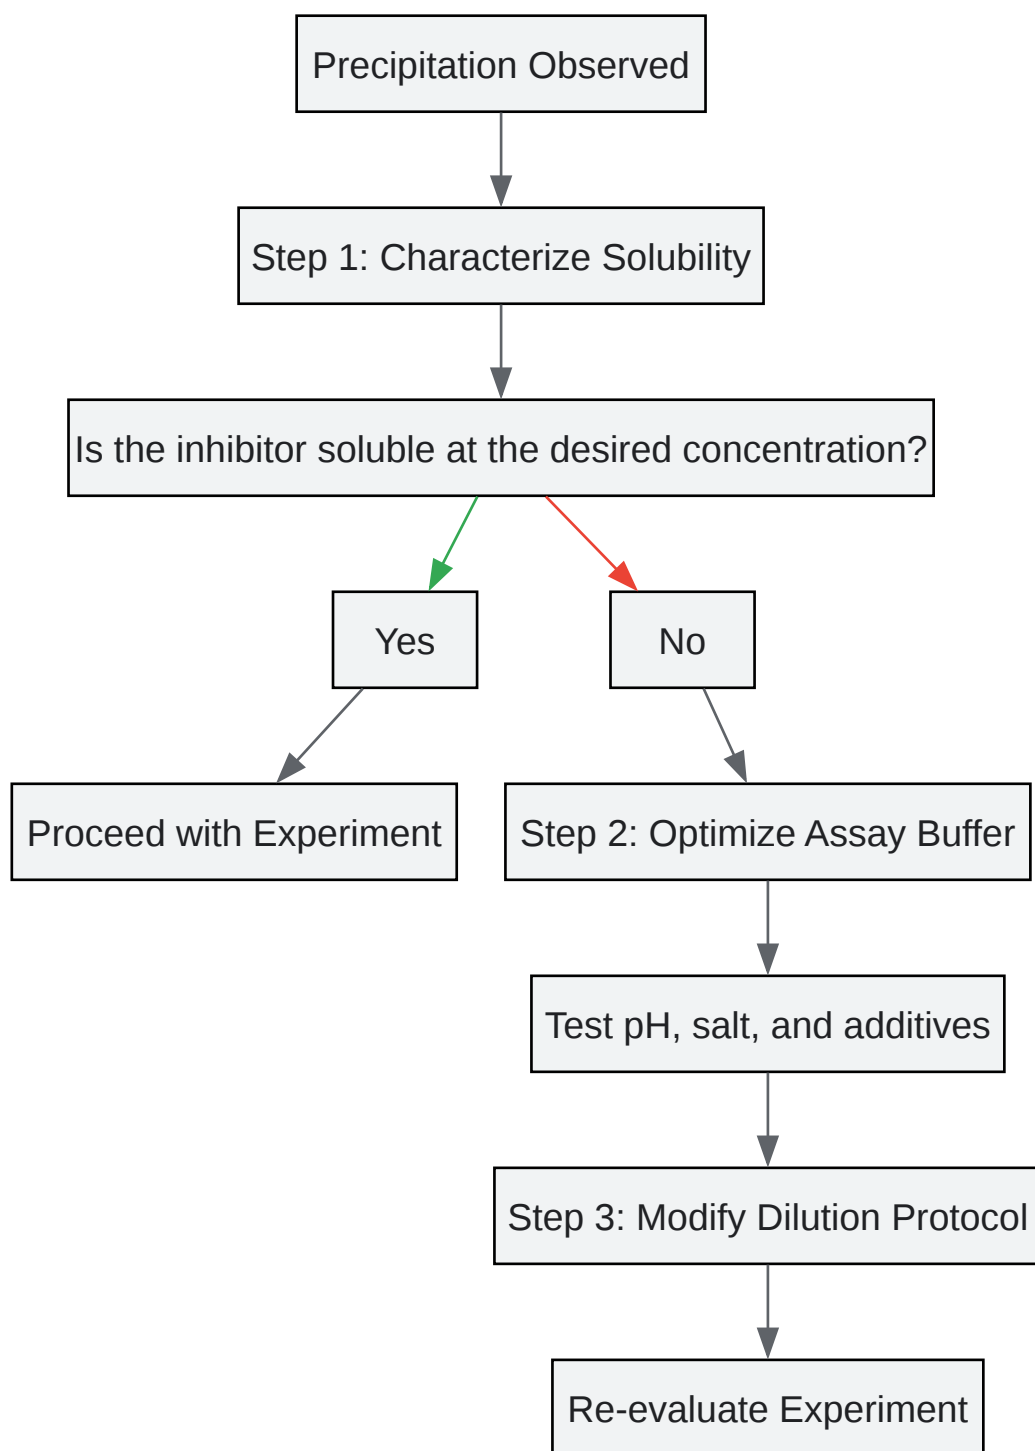 Precipitation Observed
Step 1: Characterize Solubility
Is the inhibitor soluble at the desired concentration?
Yes
No
Proceed with Experiment
Step 2: Optimize Assay Buffer
Test pH, salt, and additives
Step 3: Modify Dilution Protocol
Re-evaluate Experiment